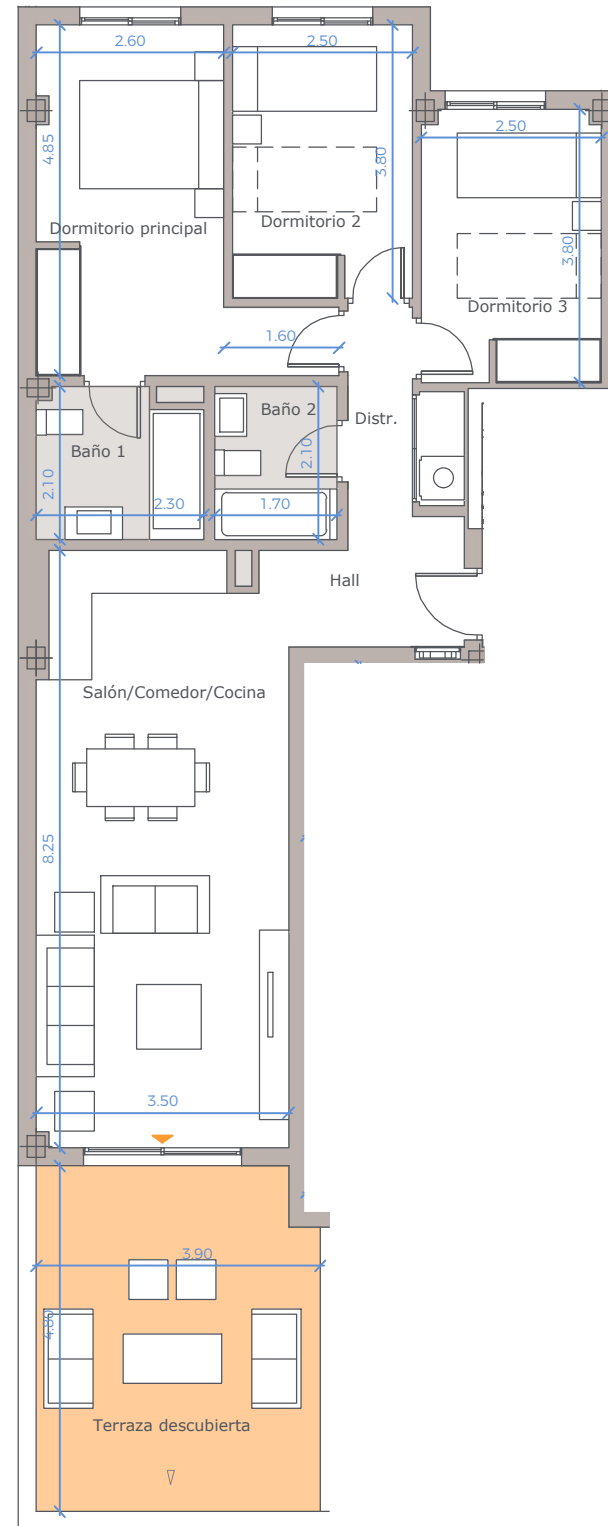 2.60
2.50
2.50
4.85
3.80
3.80
Dormitorio principal
Dormitorio 2
Dormitorio 3
1.60
Baño 1
Baño 2
Distr.
2.10
2.10
2.30
1.70
Hall
Salón/Comedor/Cocina
8.25
3.50
3.90
4.80
Terraza descubierta